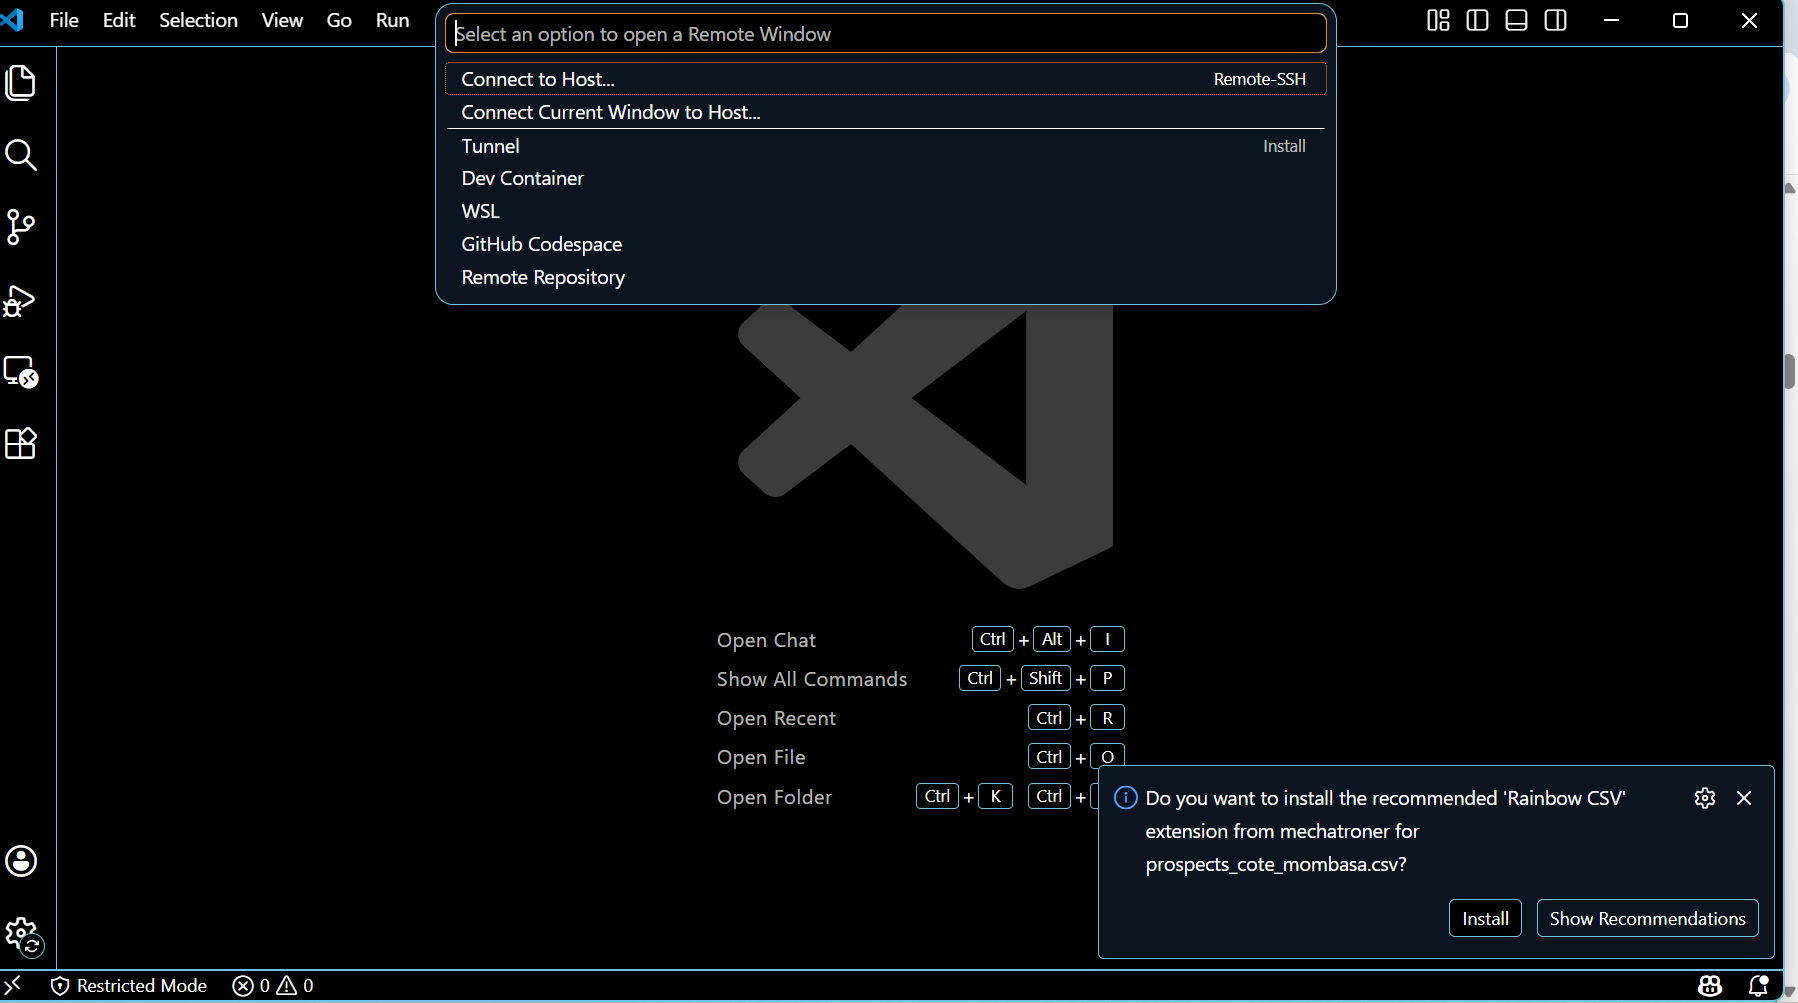 File Edit Selection View Go Run
Select an option to open a Remote Window
Connect to Host... Remote-SSH
Connect Current Window to Host...
Tunnel Install
Dev Container
WSL
GitHub Codespace
Remote Repository
Open Chat Ctrl + Alt + I
Show All Commands Ctrl + Shift + P
Open Recent Ctrl + R
Open File Ctrl + O
Open Folder Ctrl + K Ctrl +
Do you want to install the recommended 'Rainbow CSV'
extension from mechatroner for
prospects_cote_mombasa.csv?
Install Show Recommendations
Restricted Mode 0 0